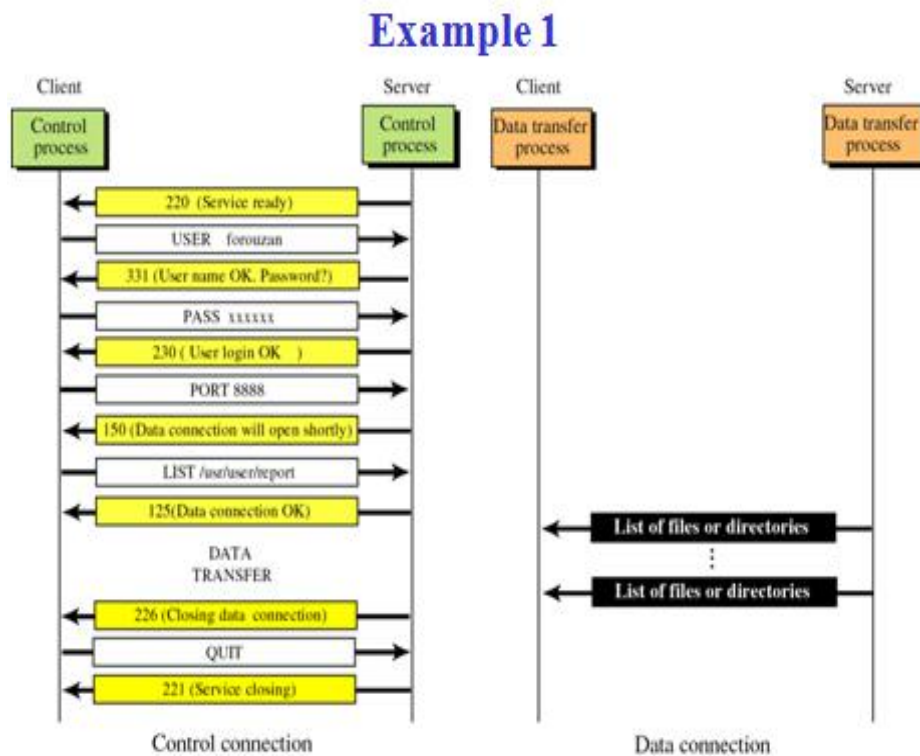 Example 1
Client
Server
Client
Server
Control
process
Control
process
Data transfer
process
Data transfer
process
220 (Service ready)
USER forouzan
331 (User name OK. Password?)
PASS xxxxxx
230 ( User login OK )
PORT 8888
150 (Data connection will open shortly)
LIST /usr/user/report
125(Data connection OK)
List of files or directories
DATA
TRANSFER
List of files or directories
226 (Closing data connection)
QUIT
221 (Service closing)
Control connection
Data connection